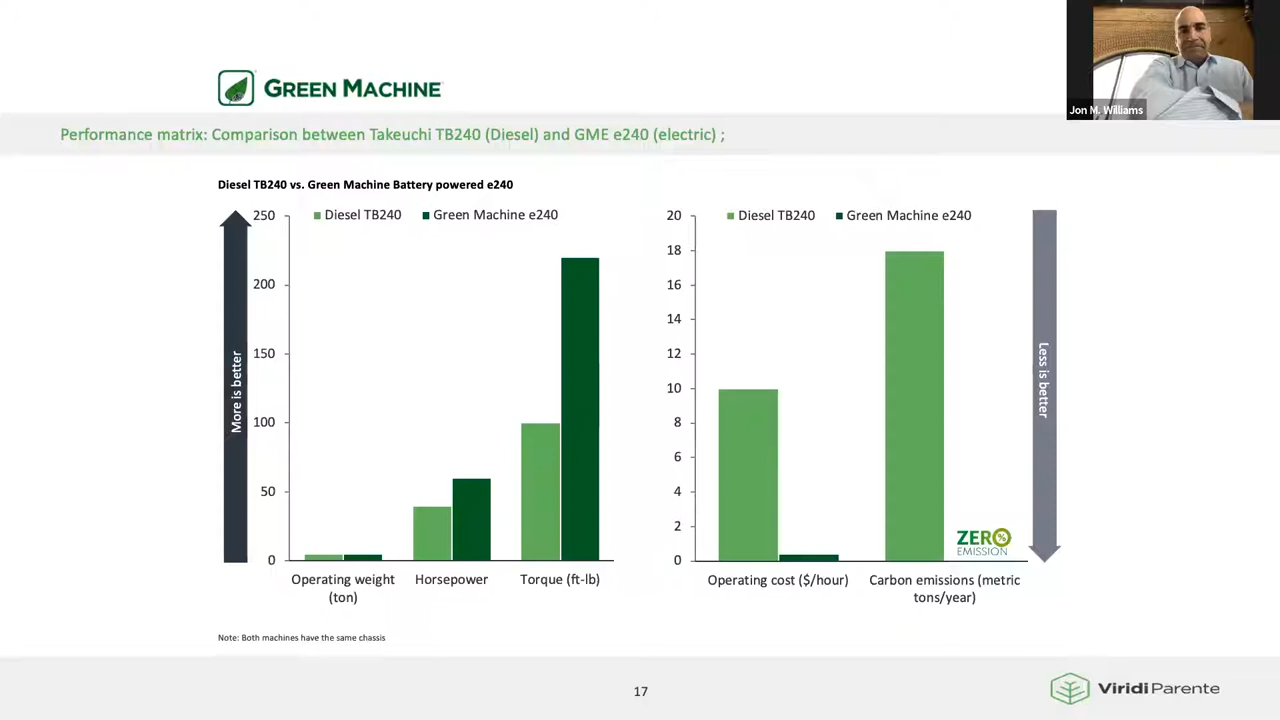 GREEN MACHINE
Jon M. Williams
Performance matrix: Comparison between Takeuchi TB240 (Diesel) and GME e240 (electric) ;
Diesel TB240 vs. Green Machine Battery powered e240
More is better
250
200
150
100
50
0
Diesel TB240
Green Machine e240
Operating weight
(ton)
Horsepower
Torque (ft-lb)
20
18
16
14
12
10
8
6
4
2
0
Diesel TB240
Green Machine e240
ZERO
%
EMISSION
Operating cost ($/hour)
Carbon emissions (metric
tons/year)
Less is better
Note: Both machines have the same chassis
17
ViridiParente